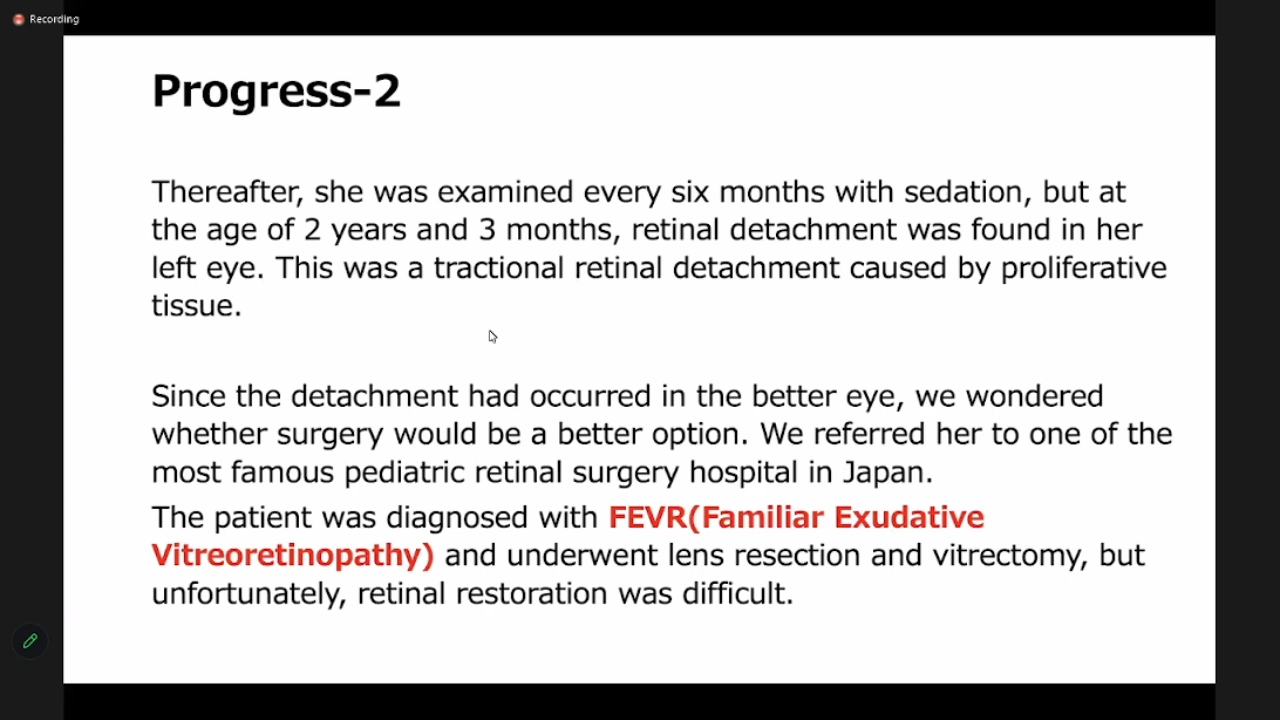 Recording
Progress-2
Thereafter, she was examined every six months with sedation, but at
the age of 2 years and 3 months, retinal detachment was found in her
left eye. This was a tractional retinal detachment caused by proliferative
tissue.
Since the detachment had occurred in the better eye, we wondered
whether surgery would be a better option. We referred her to one of the
most famous pediatric retinal surgery hospital in Japan.
The patient was diagnosed with FEVR(Familiar Exudative
Vitreoretinopathy) and underwent lens resection and vitrectomy, but
unfortunately, retinal restoration was difficult.